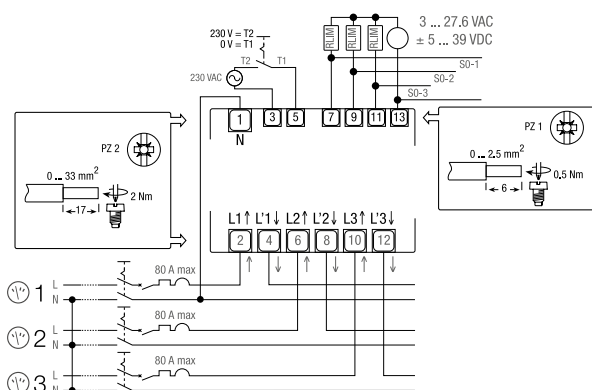 230 V = T2
0 V = T1
T2 T1
230 VAC
RLIM RLIM RLIM
3 ... 27.6 VAC
± 5 ... 39 VDC
S0-1
S0-2
S0-3
1 3 5 7 9 11 13
N
PZ 2
0 ... 33 mm²
17
2 Nm
PZ 1
0 ... 2.5 mm²
6
0.5 Nm
L1↑ L'1↓ L2↑ L'2↓ L3↑ L'3↓
2 4 6 8 10 12
1 L
N
80 A max
2 L
N
80 A max
3 L
N
80 A max